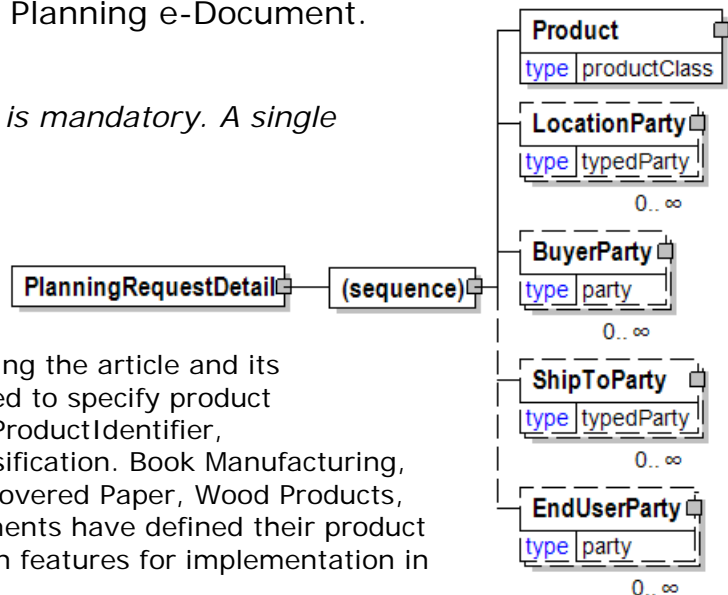 Planning e-Document.
is mandatory. A single
PlanningRequestDetail
(sequence)
Product
type productClass
LocationParty
type typedParty
0.. ∞
BuyerParty
type party
0.. ∞
ShipToParty
type typedParty
0.. ∞
EndUserParty
type party
0.. ∞
ng the article and its
ed to specify product
ProductIdentifier,
sification. Book Manufacturing,
overed Paper, Wood Products,
nents have defined their product
n features for implementation in